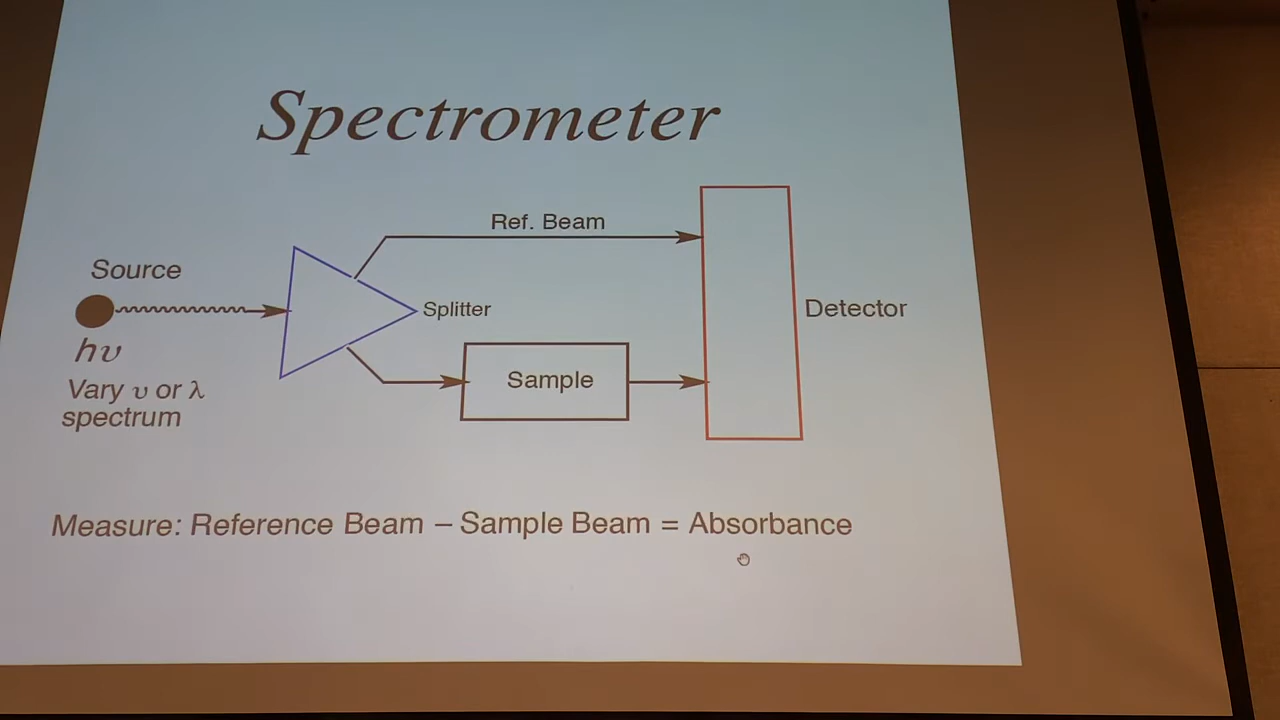 Spectrometer
Ref. Beam
Source
Splitter
Detector
hυ
Sample
Vary υ or λ
spectrum
Measure: Reference Beam – Sample Beam = Absorbance